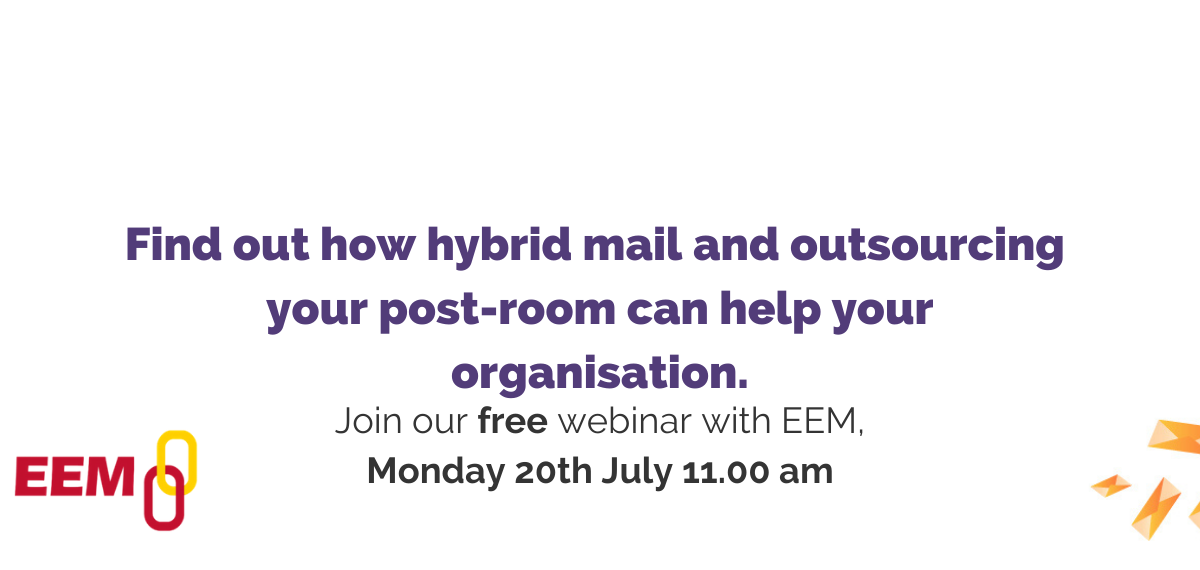 Find out how hybrid mail and outsourcing
your post-room can help your
organisation.
Join our free webinar with EEM,
Monday 20th July 11.00 am
EEM